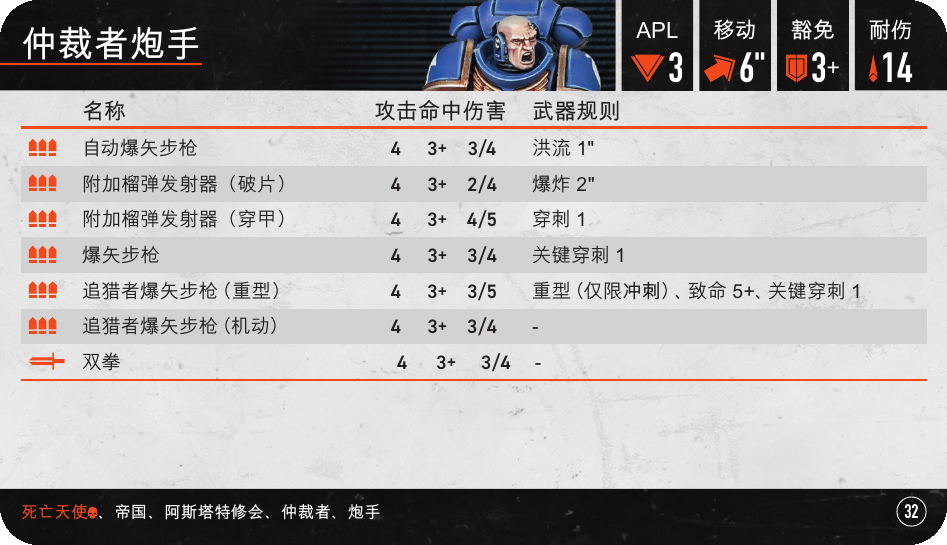 仲裁者炮手
APL 移动 豁免 耐伤
3 6" 3+ 14
名称 攻击 命中 伤害 武器规则
自动爆矢步枪 4 3+ 3/4 洪流 1"
附加榴弹发射器（破片） 4 3+ 2/4 爆炸 2"
附加榴弹发射器（穿甲） 4 3+ 4/5 穿刺 1
爆矢步枪 4 3+ 3/4 关键穿刺 1
追猎者爆矢步枪（重型） 4 3+ 3/5 重型（仅限冲刺）、致命 5+、关键穿刺 1
追猎者爆矢步枪（机动） 4 3+ 3/4 -
双拳 4 3+ 3/4 -
死亡天使、帝国、阿斯塔特修会、仲裁者、炮手
32